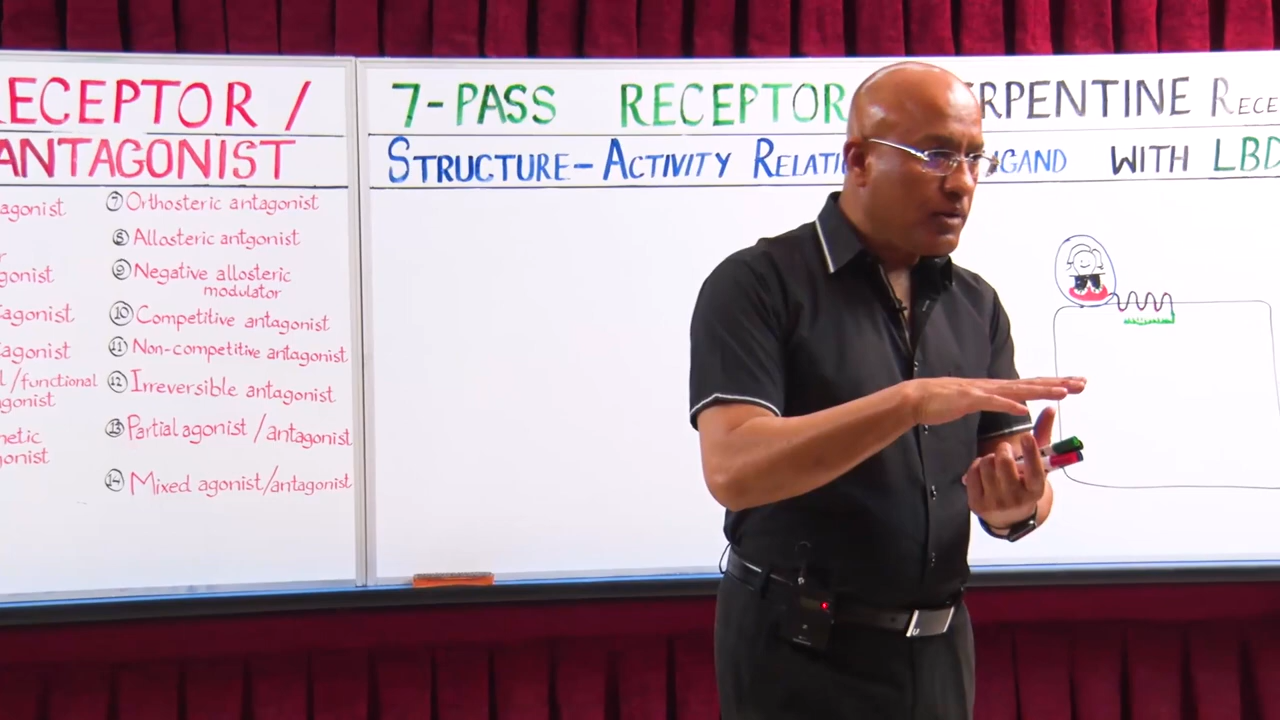 ECEPTOR /
ANTAGONIST
agonist
gonist
agonist
agonist
l/functional
gonist
netic
onist
⑦ Orthosteric antagonist
⑧ Allosteric antgonist
⑨ Negative allosteric
modulator
⑩ Competitive antagonist
⑪ Non-competitive antagonist
⑫ Irreversible antagonist
⑬ Partial agonist / antagonist
⑭ Mixed agonist/antagonist
7-PASS RECEPTOR RPENTINE RECE
STRUCTURE-ACTIVITY RELATI GAND WITH LBD